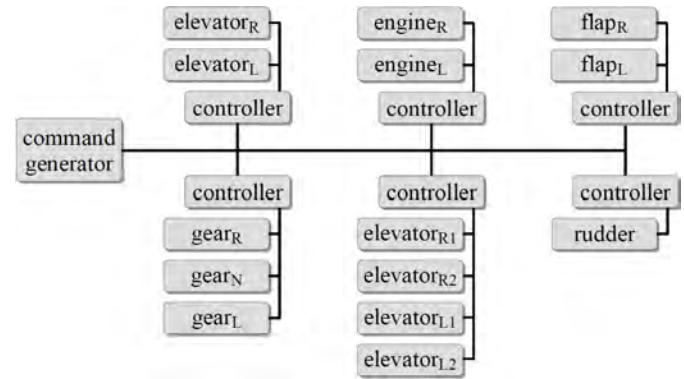 elevatorR
elevatorL
controller
engineR
engineL
controller
flapR
flapL
controller
command
generator
controller
gearR
gearN
gearL
controller
elevatorR1
elevatorR2
elevatorL1
elevatorL2
controller
rudder